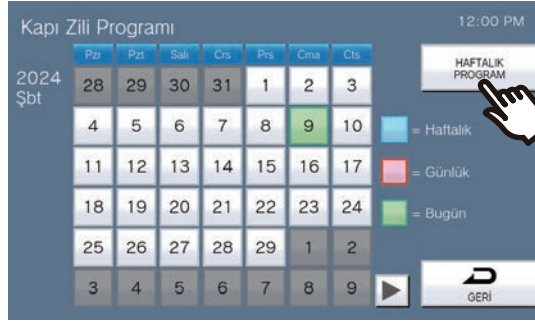 Kapı Zili Programı
12:00 PM
Pzr Pzt Salı Crs Prs Cma Cts
HAFTALIK
PROGRAM
2024
Şbt
28 29 30 31 1 2 3
4 5 6 7 8 9 10
= Haftalık
11 12 13 14 15 16 17
= Günlük
18 19 20 21 22 23 24
= Bugün
25 26 27 28 29 1 2
3 4 5 6 7 8 9
GERİ